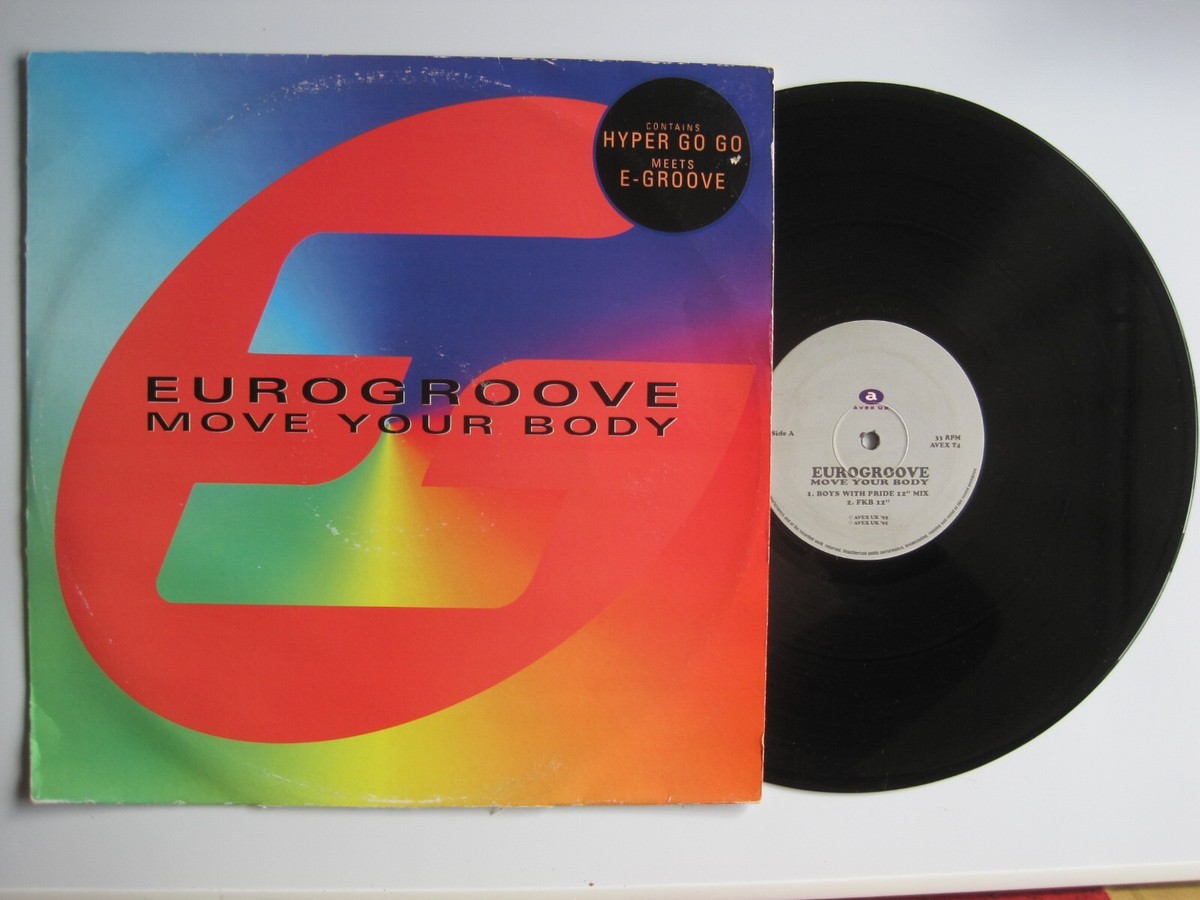 CONTAINS
HYPER GO GO
MEETS
E-GROOVE
EUROGROOVE
MOVE YOUR BODY
a
AVEX UK
Side A
33 RPM
AVEX T4
EUROGROOVE
MOVE YOUR BODY
1. BOYS WITH PRIDE 12" MIX
2. FKB 12"